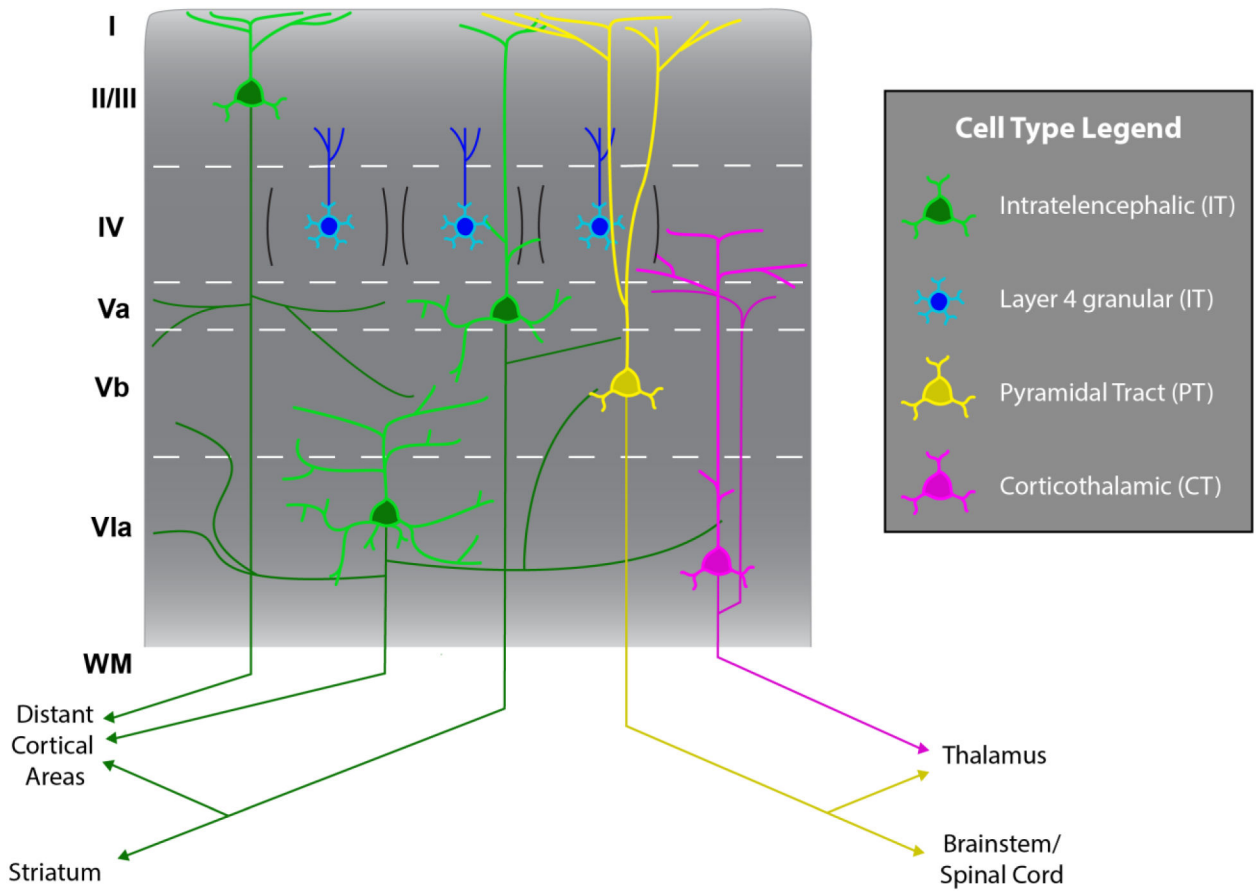 I
II/III
IV
Va
Vb
VIa
WM
Cell Type Legend
Intratelencephalic (IT)
Layer 4 granular (IT)
Pyramidal Tract (PT)
Corticothalamic (CT)
Distant
Cortical
Areas
Striatum
Thalamus
Brainstem/
Spinal Cord